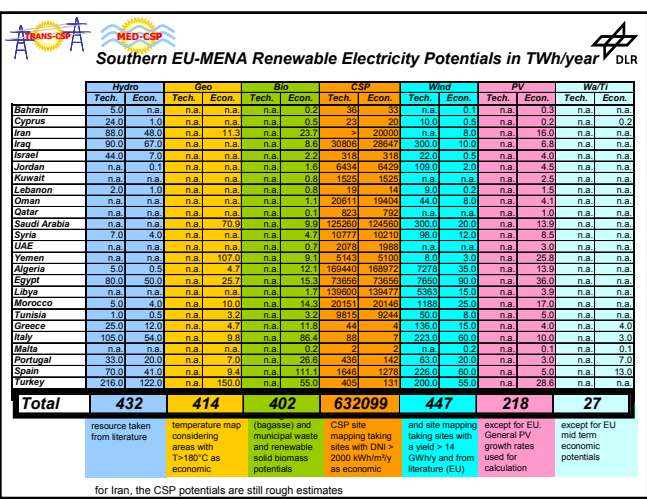 TRANS-CSP MED-CSP
Southern EU-MENA Renewable Electricity Potentials in TWh/year DLR
Hydro Geo Bio CSP Wind PV Wa/Ti
Tech. Econ. Tech. Econ. Tech. Econ. Tech. Econ. Tech. Econ. Tech. Econ. Tech. Econ.
Bahrain 5.0 n.a. n.a. n.a. n.a. 0.2 36 33 n.a. 0.1 n.a. 0.3 n.a. n.a.
Cyprus 24.0 1.0 n.a. n.a. n.a. 0.5 23 20 10.0 0.5 n.a. 0.2 n.a. 0.2
Iran 88.0 48.0 n.a. 11.3 n.a. 23.7 > 20000 n.a. 8.0 n.a. 16.0 n.a. n.a.
Iraq 90.0 67.0 n.a. n.a. n.a. 8.6 30806 28647 300.0 10.0 n.a. 6.8 n.a. n.a.
Israel 44.0 7.0 n.a. n.a. n.a. 2.2 318 318 22.0 0.5 n.a. 4.0 n.a. n.a.
Jordan n.a. 0.1 n.a. n.a. n.a. 1.6 6434 6429 109.0 2.0 n.a. 4.5 n.a. n.a.
Kuwait n.a. n.a. n.a. n.a. n.a. 0.8 1525 1525 n.a. n.a. n.a. 2.5 n.a. n.a.
Lebanon 2.0 1.0 n.a. n.a. n.a. 0.8 19 14 9.0 0.2 n.a. 1.5 n.a. n.a.
Oman n.a. n.a. n.a. n.a. n.a. 1.1 20611 19404 44.0 8.0 n.a. 4.1 n.a. n.a.
Qatar n.a. n.a. n.a. n.a. n.a. 0.1 823 792 n.a. n.a. n.a. 1.0 n.a. n.a.
Saudi Arabia n.a. n.a. n.a. 70.9 n.a. 9.9 125260 124560 300.0 20.0 n.a. 13.9 n.a. n.a.
Syria 7.0 4.0 n.a. n.a. n.a. 4.7 10777 10210 98.0 12.0 n.a. 8.5 n.a. n.a.
UAE n.a. n.a. n.a. n.a. n.a. 0.7 2078 1988 n.a. n.a. n.a. 3.0 n.a. n.a.
Yemen n.a. n.a. n.a. 107.0 n.a. 9.1 5143 5100 8.0 3.0 n.a. 25.8 n.a. n.a.
Algeria 5.0 0.5 n.a. 4.7 n.a. 12.1 169440 168972 7278 35.0 n.a. 13.9 n.a. n.a.
Egypt 80.0 50.0 n.a. 25.7 n.a. 15.3 73656 73656 7650 90.0 n.a. 36.0 n.a. n.a.
Libya n.a. n.a. n.a. n.a. n.a. 1.7 139600 139477 5363 15.0 n.a. 3.9 n.a. n.a.
Morocco 5.0 4.0 n.a. 10.0 n.a. 14.3 20151 20146 1188 25.0 n.a. 17.0 n.a. n.a.
Tunisia 1.0 0.5 n.a. 3.2 n.a. 3.2 9815 9244 50.0 8.0 n.a. 5.0 n.a. n.a.
Greece 25.0 12.0 n.a. 4.7 n.a. 11.8 44 4 136.0 15.0 n.a. 4.0 n.a. 4.0
Italy 105.0 54.0 n.a. 9.8 n.a. 86.4 88 7 223.0 60.0 n.a. 10.0 n.a. 3.0
Malta n.a. n.a. n.a. n.a. n.a. 0.2 2 2 n.a. 0.2 n.a. 0.1 n.a. 0.1
Portugal 33.0 20.0 n.a. 7.0 n.a. 26.6 436 142 63.0 20.0 n.a. 3.0 n.a. 7.0
Spain 70.0 41.0 n.a. 9.4 n.a. 111.1 1646 1278 226.0 60.0 n.a. 5.0 n.a. 13.0
Turkey 216.0 122.0 n.a. 150.0 n.a. 55.0 405 131 200.0 55.0 n.a. 28.6 n.a. n.a.
Total 432 414 402 632099 447 218 27
resource taken
from literature
temperature map
considering
areas with
T>180°C as
economic
(bagasse) and
municipal waste
and renewable
solid biomass
potentials
CSP site
mapping taking
sites with DNI >
2000 kWh/m²/y
as economic
and site mapping
taking sites with
a yield > 14
GWh/y and from
literature (EU)
except for EU.
General PV
growth rates
used for
calculation
except for EU
mid term
economic
potentials
for Iran, the CSP potentials are still rough estimates